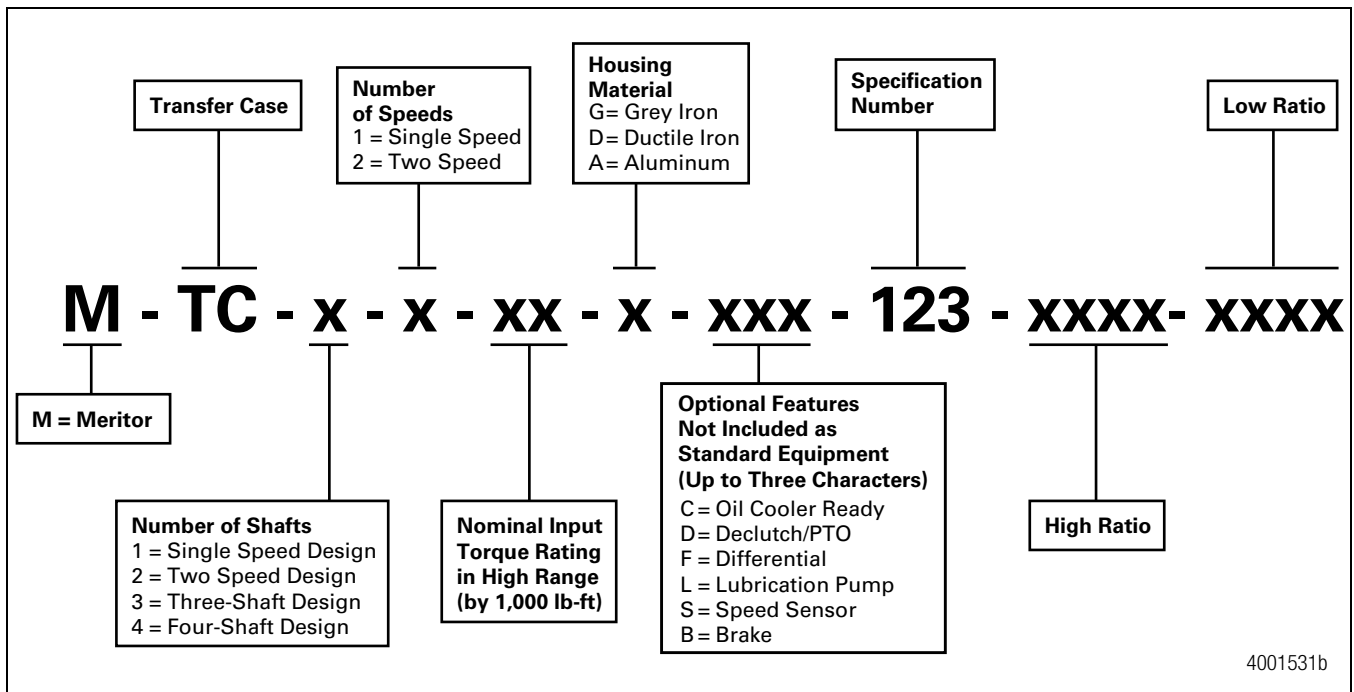 Transfer Case
Number
of Speeds
1 = Single Speed
2 = Two Speed
Housing
Material
G= Grey Iron
D= Ductile Iron
A= Aluminum
Specification
Number
Low Ratio
M - TC - x - x - xx - x - xxx - 123 - xxxx- xxxx
M = Meritor
Number of Shafts
1 = Single Speed Design
2 = Two Speed Design
3 = Three-Shaft Design
4 = Four-Shaft Design
Nominal Input
Torque Rating
in High Range
(by 1,000 lb-ft)
Optional Features
Not Included as
Standard Equipment
(Up to Three Characters)
C = Oil Cooler Ready
D= Declutch/PTO
F = Differential
L = Lubrication Pump
S = Speed Sensor
B = Brake
High Ratio
4001531b